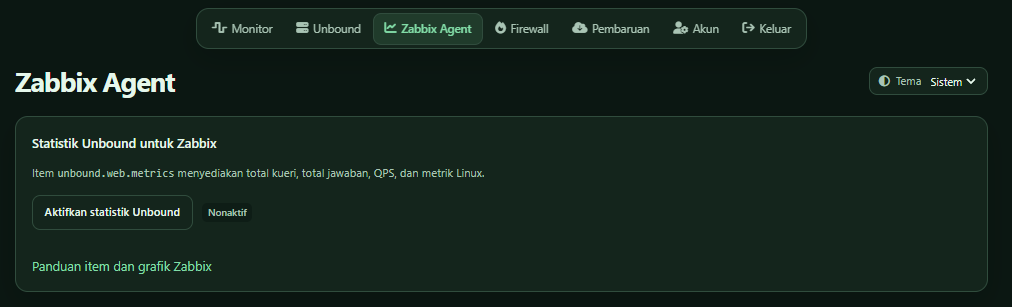 Monitor Unbound Zabbix Agent Firewall Pembaruan Akun Keluar
Zabbix Agent
Tema Sistem
Statistik Unbound untuk Zabbix
Item unbound.web.metrics menyediakan total kueri, total jawaban, QPS, dan metrik Linux.
Aktifkan statistik Unbound Nonaktif
Panduan item dan grafik Zabbix